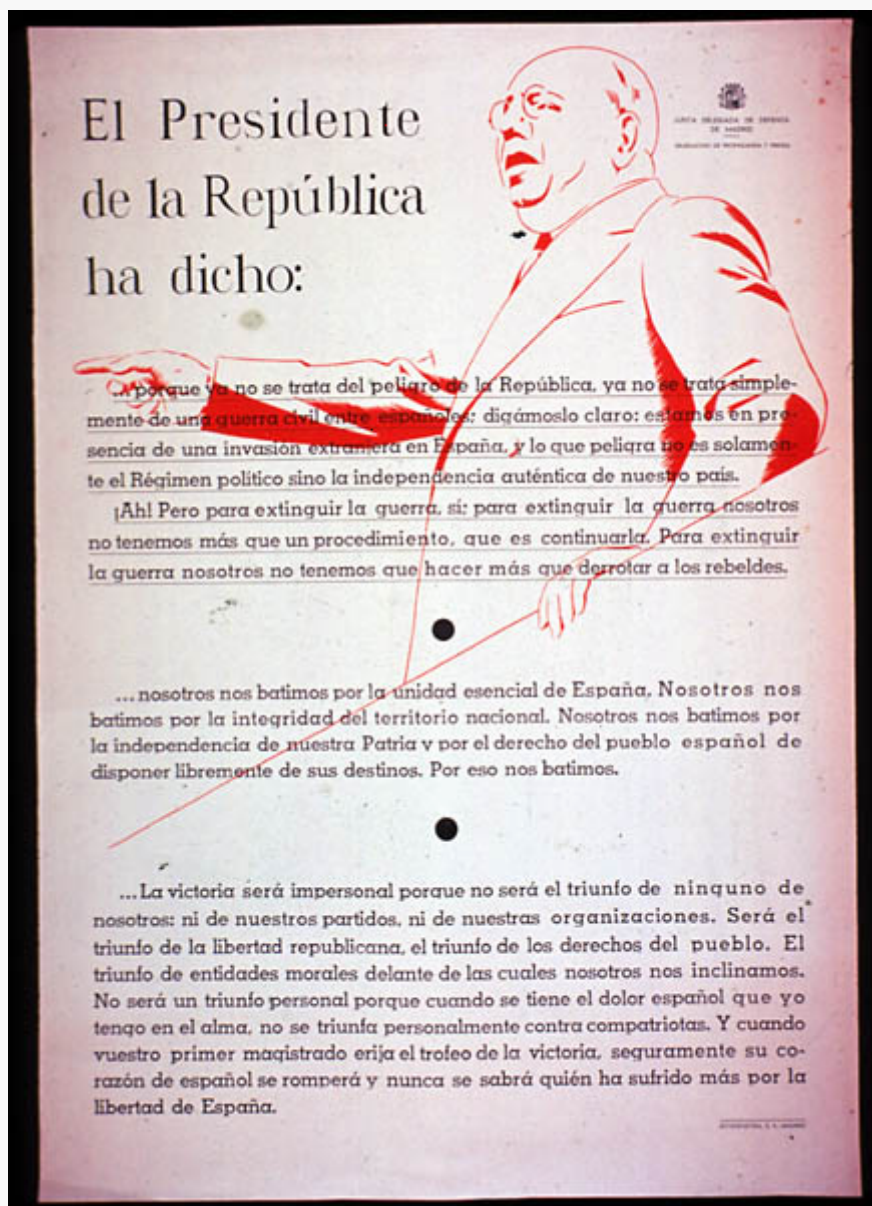 El Presidente
de la República
ha dicho:
JUNTA DELEGADA DE DEFENSA
DE MADRID
DELEGACION DE PROPAGANDA Y PRENSA
...porque ya no se trata del peligro de la República, ya no se trata simple-
mente de una guerra civil entre españoles; digámoslo claro: estamos en pre-
sencia de una invasión extranjera en España, y lo que peligra no es solamen-
te el Régimen político sino la independencia auténtica de nuestro país.
¡Ah! Pero para extinguir la guerra, sí; para extinguir la guerra nosotros
no tenemos más que un procedimiento, que es continuarla. Para extinguir
la guerra nosotros no tenemos que hacer más que derrotar a los rebeldes.
...nosotros nos batimos por la unidad esencial de España. Nosotros nos
batimos por la integridad del territorio nacional. Nosotros nos batimos por
la independencia de nuestra Patria y por el derecho del pueblo español de
disponer libremente de sus destinos. Por eso nos batimos.
...La victoria será impersonal porque no será el triunfo de ninguno de
nosotros: ni de nuestros partidos, ni de nuestras organizaciones. Será el
triunfo de la libertad republicana, el triunfo de los derechos del pueblo. El
triunfo de entidades morales delante de las cuales nosotros nos inclinamos.
No será un triunfo personal porque cuando se tiene el dolor español que yo
tengo en el alma, no se triunfa personalmente contra compatriotas. Y cuando
vuestro primer magistrado erija el trofeo de la victoria, seguramente su co-
razón de español se romperá y nunca se sabrá quién ha sufrido más por la
libertad de España.